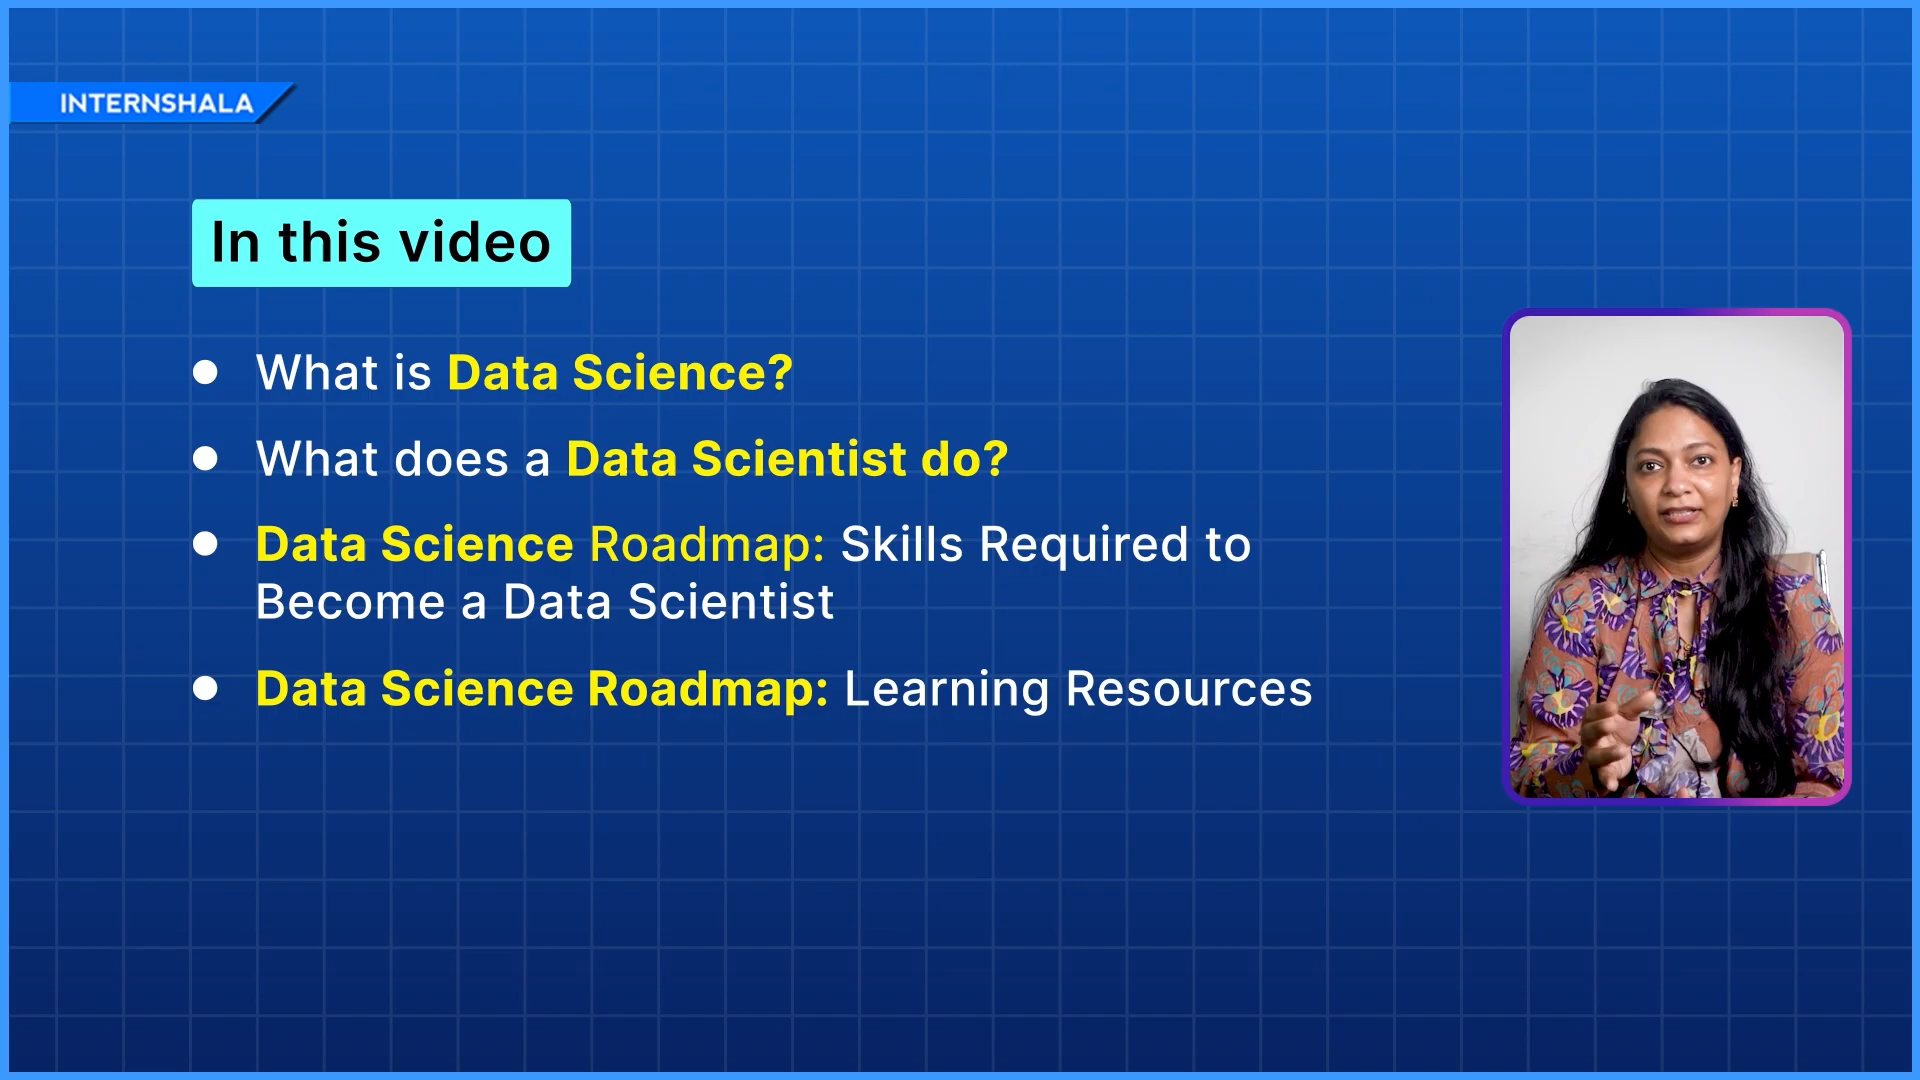 INTERNSHALA
In this video
What is Data Science?
What does a Data Scientist do?
Data Science Roadmap: Skills Required to
Become a Data Scientist
Data Science Roadmap: Learning Resources